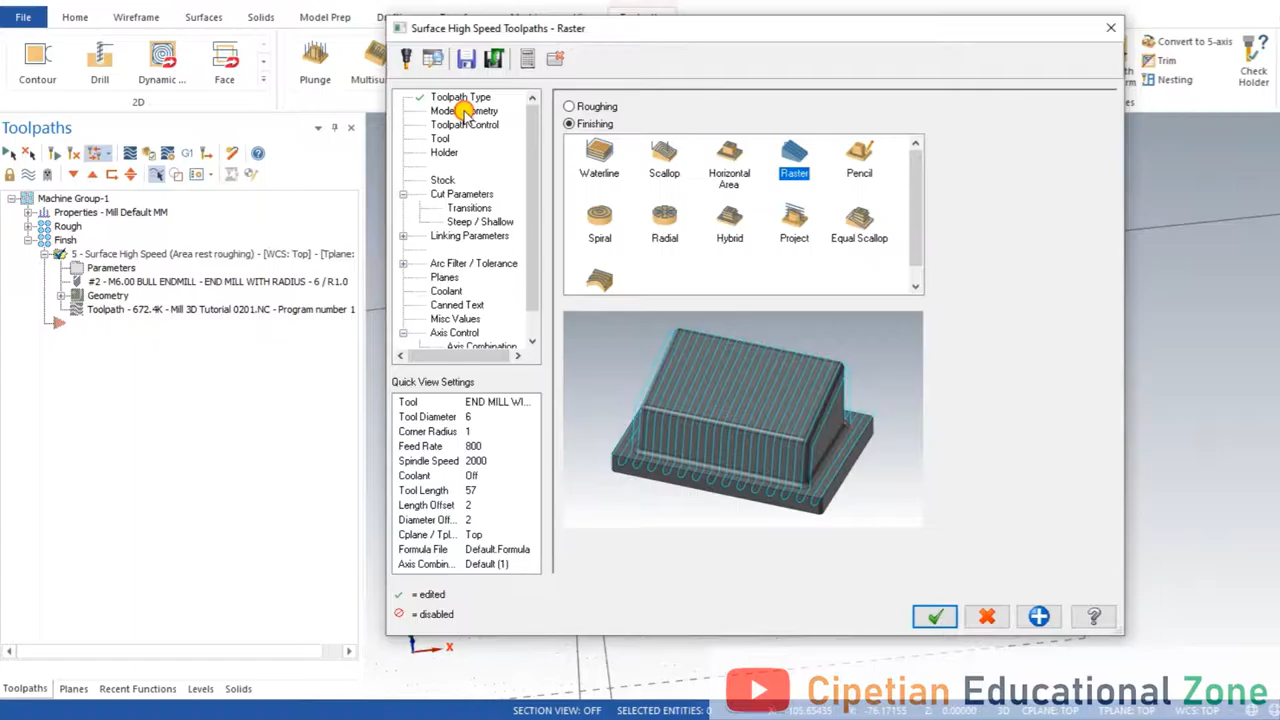 File
Home
Wireframe
Surfaces
Solids
Model Prep
Contour
Drill
Dynamic ...
Face
Plunge
2D
Surface High Speed Toolpaths - Raster
Convert to 5-axis
Trim
Nesting
Check
Holder
Toolpaths
G1
Machine Group-1
Properties - Mill Default MM
Rough
Finsh
5 - Surface High Speed (Area rest roughing) - [WCS: Top] - [Tplane:
Parameters
#2 - M6.00 BULL ENDMILL - END MILL WITH RADIUS - 6 / R1.0
Geometry
Toolpath - 672.4K - Mill 3D Tutorial 0201.NC - Program number 1
Toolpath Type
Toolpath Control
Tool
Holder
Stock
Cut Parameters
Transitions
Steep / Shallow
Linking Parameters
Arc Filter / Tolerance
Planes
Coolant
Canned Text
Misc Values
Axis Control
Axis Combination
Roughing
Finishing
Waterline
Scallop
Horizontal
Area
Raster
Pencil
Spiral
Radial
Hybrid
Project
Equal Scallop
Quick View Settings
Tool END MILL WI...
Tool Diameter 6
Corner Radius 1
Feed Rate 800
Spindle Speed 2000
Coolant Off
Tool Length 57
Length Offset 2
Diameter Off... 2
Cplane / Tpl... Top
Formula File Default.Formula
Axis Combin... Default (1)
= edited
= disabled
X
Toolpaths
Planes
Recent Functions
Levels
Solids
Cipetian Educational Zone
SECTION VIEW: OFF
SELECTED ENTITIES: 0